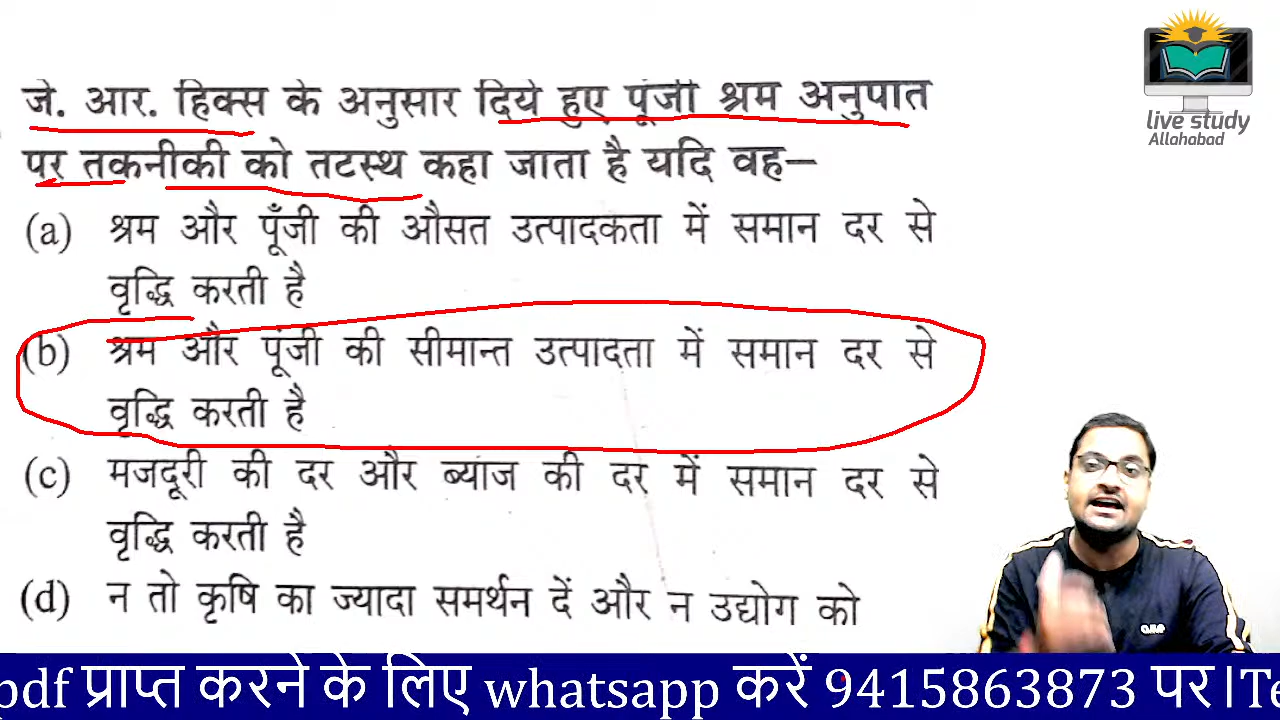 live study
Allahabad
जे. आर. हिक्स के अनुसार दिये हुए पूंजी श्रम अनुपात
पर तकनीकी को तटस्थ कहा जाता है यदि वह–
(a) श्रम और पूँजी की औसत उत्पादकता में समान दर से
वृद्धि करती है
(b) श्रम और पूंजी की सीमान्त उत्पादता में समान दर से
वृद्धि करती है
(c) मजदूरी की दर और ब्याज की दर में समान दर से
वृद्धि करती है
(d) न तो कृषि का ज्यादा समर्थन दें और न उद्योग को
pdf प्राप्त करने के लिए whatsapp करें 9415863873 पर।Te